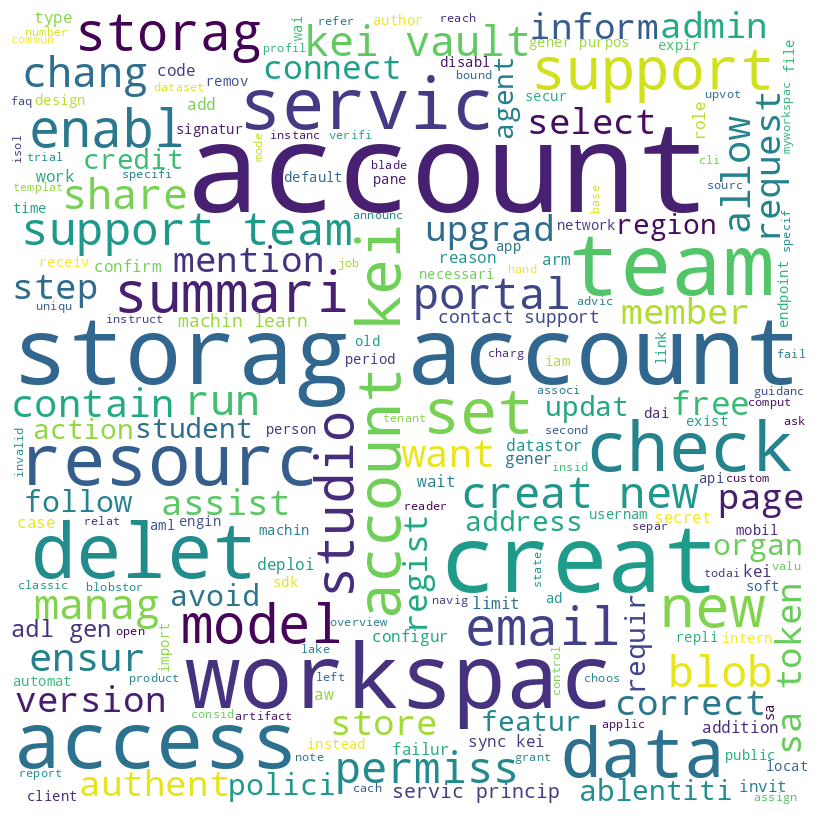 storag
kei vault
inform
admin
type
number
commun
refer
author
reach
wai
profil
gener purpos
expir
chang
code
remov
connect
disabl
bound
support
faq
design
dataset
add
servic
agent
secur
upvot
file
myworkspac
enabl
signatur
instanc
verifi
mode
select
role
allow
request
isol
trial
specifi
credit
blade
pane
account
cli
templat
work
default
base
sourc
time
share
announc
support team
upgrad
network
region
specif
receiv
confirm
mention
job
app
reason
arm
team
endpoint
step
necessari
hand
advic
uniqu
summari
portal
member
instruct
machin learn
contact support
old
period
charg
iam
link
fail
storag
account
account kei
contain
run
studio
tenant
set
associ
second
updat
dai
free
guidanc
comput
ask
action
student
person
want
datastor
exist
invalid
resourc
gener
insid
check
follow
assist
wait
reader
creat new
api
custom
page
case
relat
aml
engin
address
usernam
secret
separ
mobil
delet
machin
deploi
sdk
regist
creat
state
organ
classic
blobstor
todai
kei
valu
soft
manag
avoid
navig
limit
ad
new
sa token
adl gen
open
import
model
overview
configur
email
requir
repli
intern
ensur
lake
left
control
blob
automat
product
workspac
choos
version
consid
artifact
aw
store
featur
correct
sa
applic
addition
access
instead
failur
sync kei
data
public
locat
report
note
permiss
grant
authent
polici
cach
servic princip
ablentiti
invit
client
assign